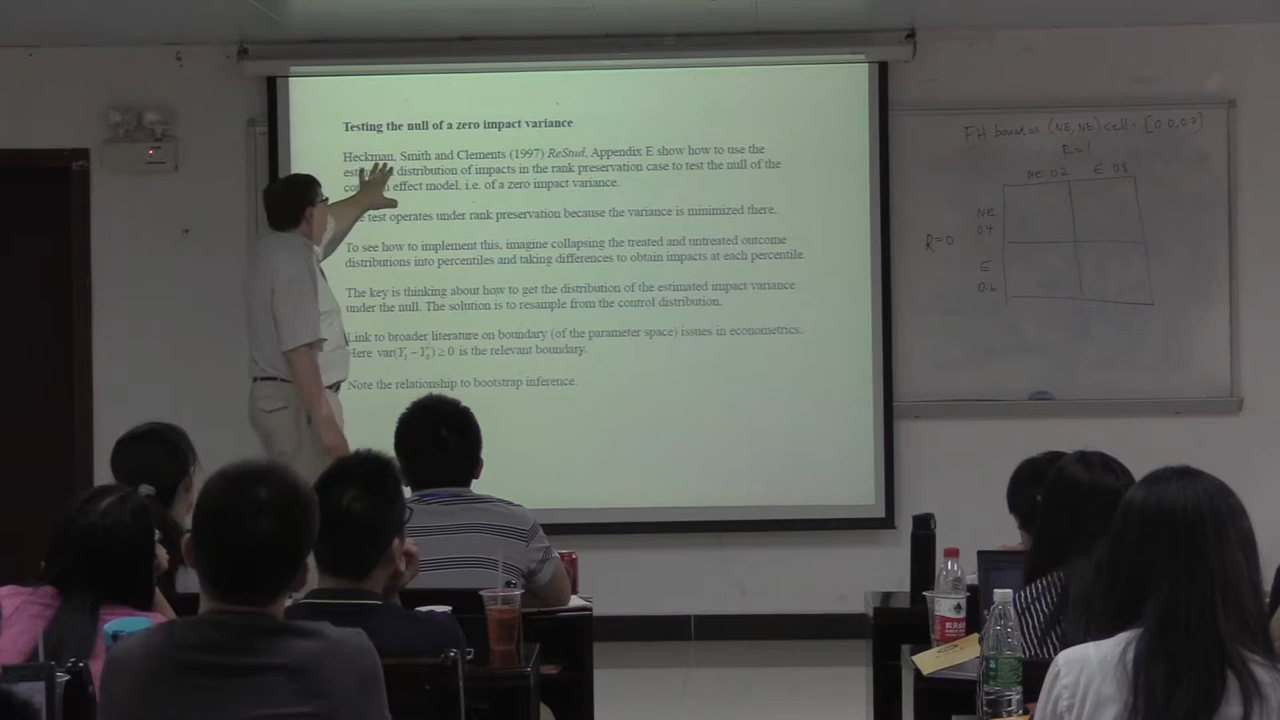 Testing the null of a zero impact variance
Heckman, Smith and Clements (1997) ReStud, Appendix E show how to use the
distribution of impacts in the rank preservation case to test the null of the
effect model, i.e. of a zero impact variance.
test operates under rank preservation because the variance is minimized there.
To see how to implement this, imagine collapsing the treated and untreated outcome
distributions into percentiles and taking differences to obtain impacts at each percentile.
The key is thinking about how to get the distribution of the estimated impact variance
under the null. The solution is to resample from the control distribution.
Link to broader literature on boundary (of the parameter space) issues in econometrics.
Here var(Y₁ − Y₀) ≥ 0 is the relevant boundary.
Note the relationship to bootstrap inference.
FH bound on (NE, NE) cell: [0.0, 0.2]
R=1
NE 0.2 E 0.8
NE
0.4
R=0
E
0.6